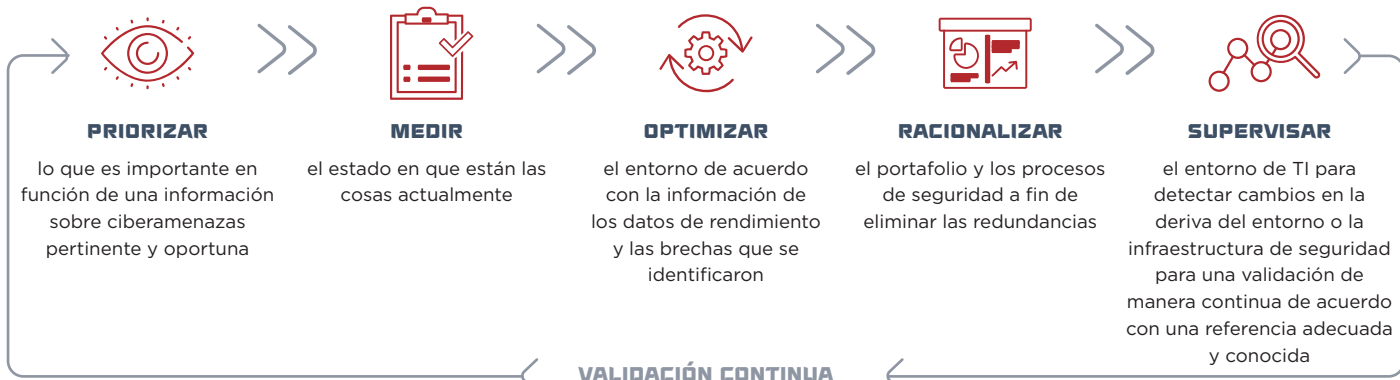 PRIORIZAR
lo que es importante en
función de una información
sobre ciberamenazas
pertinente y oportuna
MEDIR
el estado en que están las
cosas actualmente
OPTIMIZAR
el entorno de acuerdo
con la información de
los datos de rendimiento
y las brechas que se
identificaron
RACIONALIZAR
el portafolio y los procesos
de seguridad a fin de
eliminar las redundancias
SUPERVISAR
el entorno de TI para
detectar cambios en la
deriva del entorno o la
infraestructura de seguridad
para una validación de
manera continua de acuerdo
con una referencia adecuada
y conocida
VALIDACIÓN CONTINUA